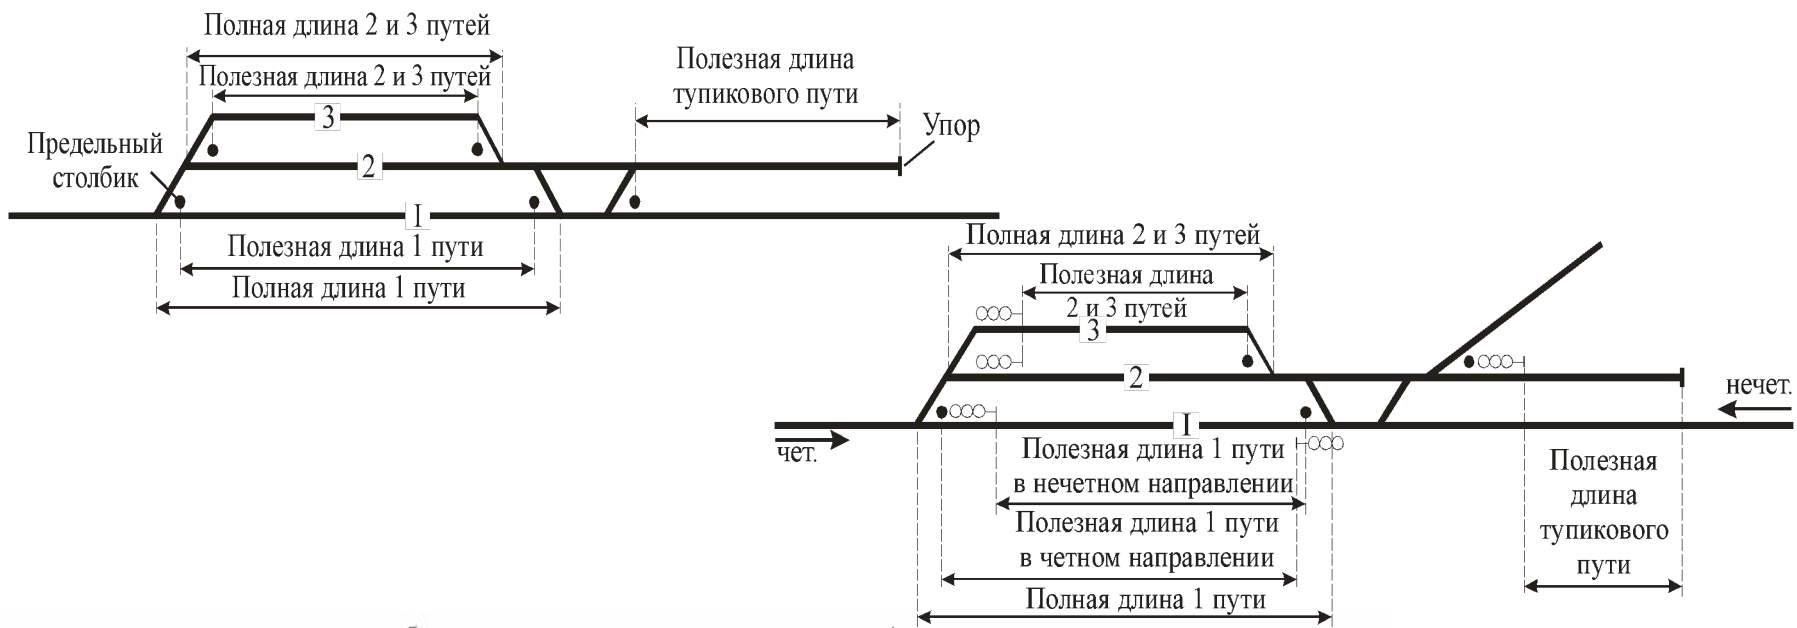 Полная длина 2 и 3 путей
Полезная длина 2 и 3 путей
3
Полезная длина
тупикового пути
Упор
Предельный
столбик
2
I
Полезная длина 1 пути
Полная длина 1 пути
Полная длина 2 и 3 путей
Полезная длина
2 и 3 путей
3
2
нечет.
I
чет.
Полезная длина 1 пути
в нечетном направлении
Полезная длина 1 пути
в четном направлении
Полная длина 1 пути
Полезная
длина
тупикового
пути